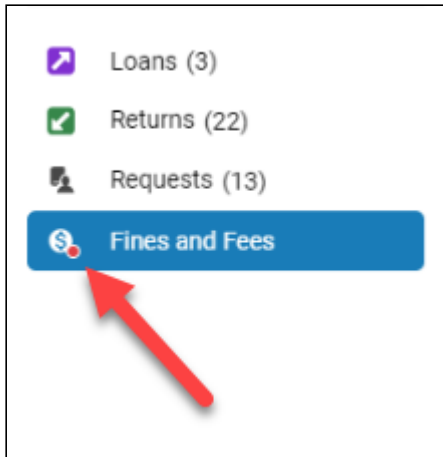 Loans (3)
Returns (22)
Requests (13)
Fines and Fees